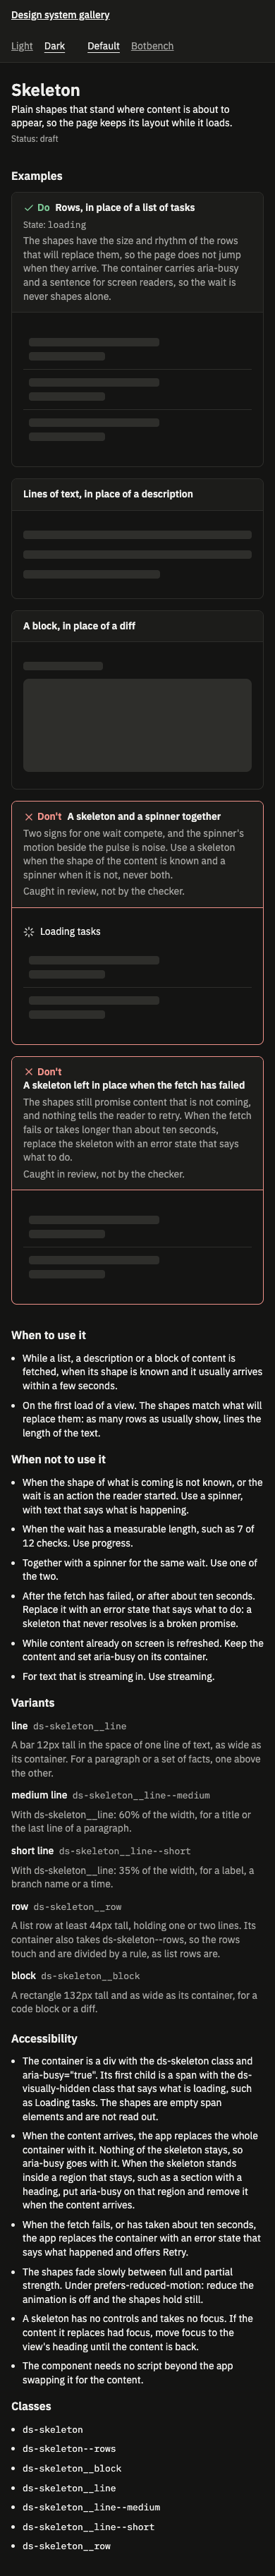 Design system gallery
Light Dark Default Botbench
Skeleton
Plain shapes that stand where content is about to
appear, so the page keeps its layout while it loads.
Status: draft
Examples
Do Rows, in place of a list of tasks
State: loading
The shapes have the size and rhythm of the rows
that will replace them, so the page does not jump
when they arrive. The container carries aria-busy
and a sentence for screen readers, so the wait is
never shapes alone.
Lines of text, in place of a description
A block, in place of a diff
Don't A skeleton and a spinner together
Two signs for one wait compete, and the spinner's
motion beside the pulse is noise. Use a skeleton
when the shape of the content is known and a
spinner when it is not, never both.
Caught in review, not by the checker.
Loading tasks
Don't
A skeleton left in place when the fetch has failed
The shapes still promise content that is not coming,
and nothing tells the reader to retry. When the fetch
fails or takes longer than about ten seconds,
replace the skeleton with an error state that says
what to do.
Caught in review, not by the checker.
When to use it
• While a list, a description or a block of content is
fetched, when its shape is known and it usually arrives
within a few seconds.
• On the first load of a view. The shapes match what will
replace them: as many rows as usually show, lines the
length of the text.
When not to use it
• When the shape of what is coming is not known, or the
wait is an action the reader started. Use a spinner,
with text that says what is happening.
• When the wait has a measurable length, such as 7 of
12 checks. Use progress.
• Together with a spinner for the same wait. Use one of
the two.
• After the fetch has failed, or after about ten seconds.
Replace it with an error state that says what to do: a
skeleton that never resolves is a broken promise.
• While content already on screen is refreshed. Keep the
content and set aria-busy on its container.
• For text that is streaming in. Use streaming.
Variants
line ds-skeleton__line
A bar 12px tall in the space of one line of text, as wide as
its container. For a paragraph or a set of facts, one above
the other.
medium line ds-skeleton__line--medium
With ds-skeleton__line: 60% of the width, for a title or
the last line of a paragraph.
short line ds-skeleton__line--short
With ds-skeleton__line: 35% of the width, for a label, a
branch name or a time.
row ds-skeleton__row
A list row at least 44px tall, holding one or two lines. Its
container also takes ds-skeleton--rows, so the rows
touch and are divided by a rule, as list rows are.
block ds-skeleton__block
A rectangle 132px tall and as wide as its container, for a
code block or a diff.
Accessibility
• The container is a div with the ds-skeleton class and
aria-busy="true". Its first child is a span with the ds-
visually-hidden class that says what is loading, such
as Loading tasks. The shapes are empty span
elements and are not read out.
• When the content arrives, the app replaces the whole
container with it. Nothing of the skeleton stays, so
aria-busy goes with it. When the skeleton stands
inside a region that stays, such as a section with a
heading, put aria-busy on that region and remove it
when the content arrives.
• When the fetch fails, or has taken about ten seconds,
the app replaces the container with an error state that
says what happened and offers Retry.
• The shapes fade slowly between full and partial
strength. Under prefers-reduced-motion: reduce the
animation is off and the shapes hold still.
• A skeleton has no controls and takes no focus. If the
content it replaces had focus, move focus to the
view's heading until the content is back.
• The component needs no script beyond the app
swapping it for the content.
Classes
• ds-skeleton
• ds-skeleton--rows
• ds-skeleton__block
• ds-skeleton__line
• ds-skeleton__line--medium
• ds-skeleton__line--short
• ds-skeleton__row